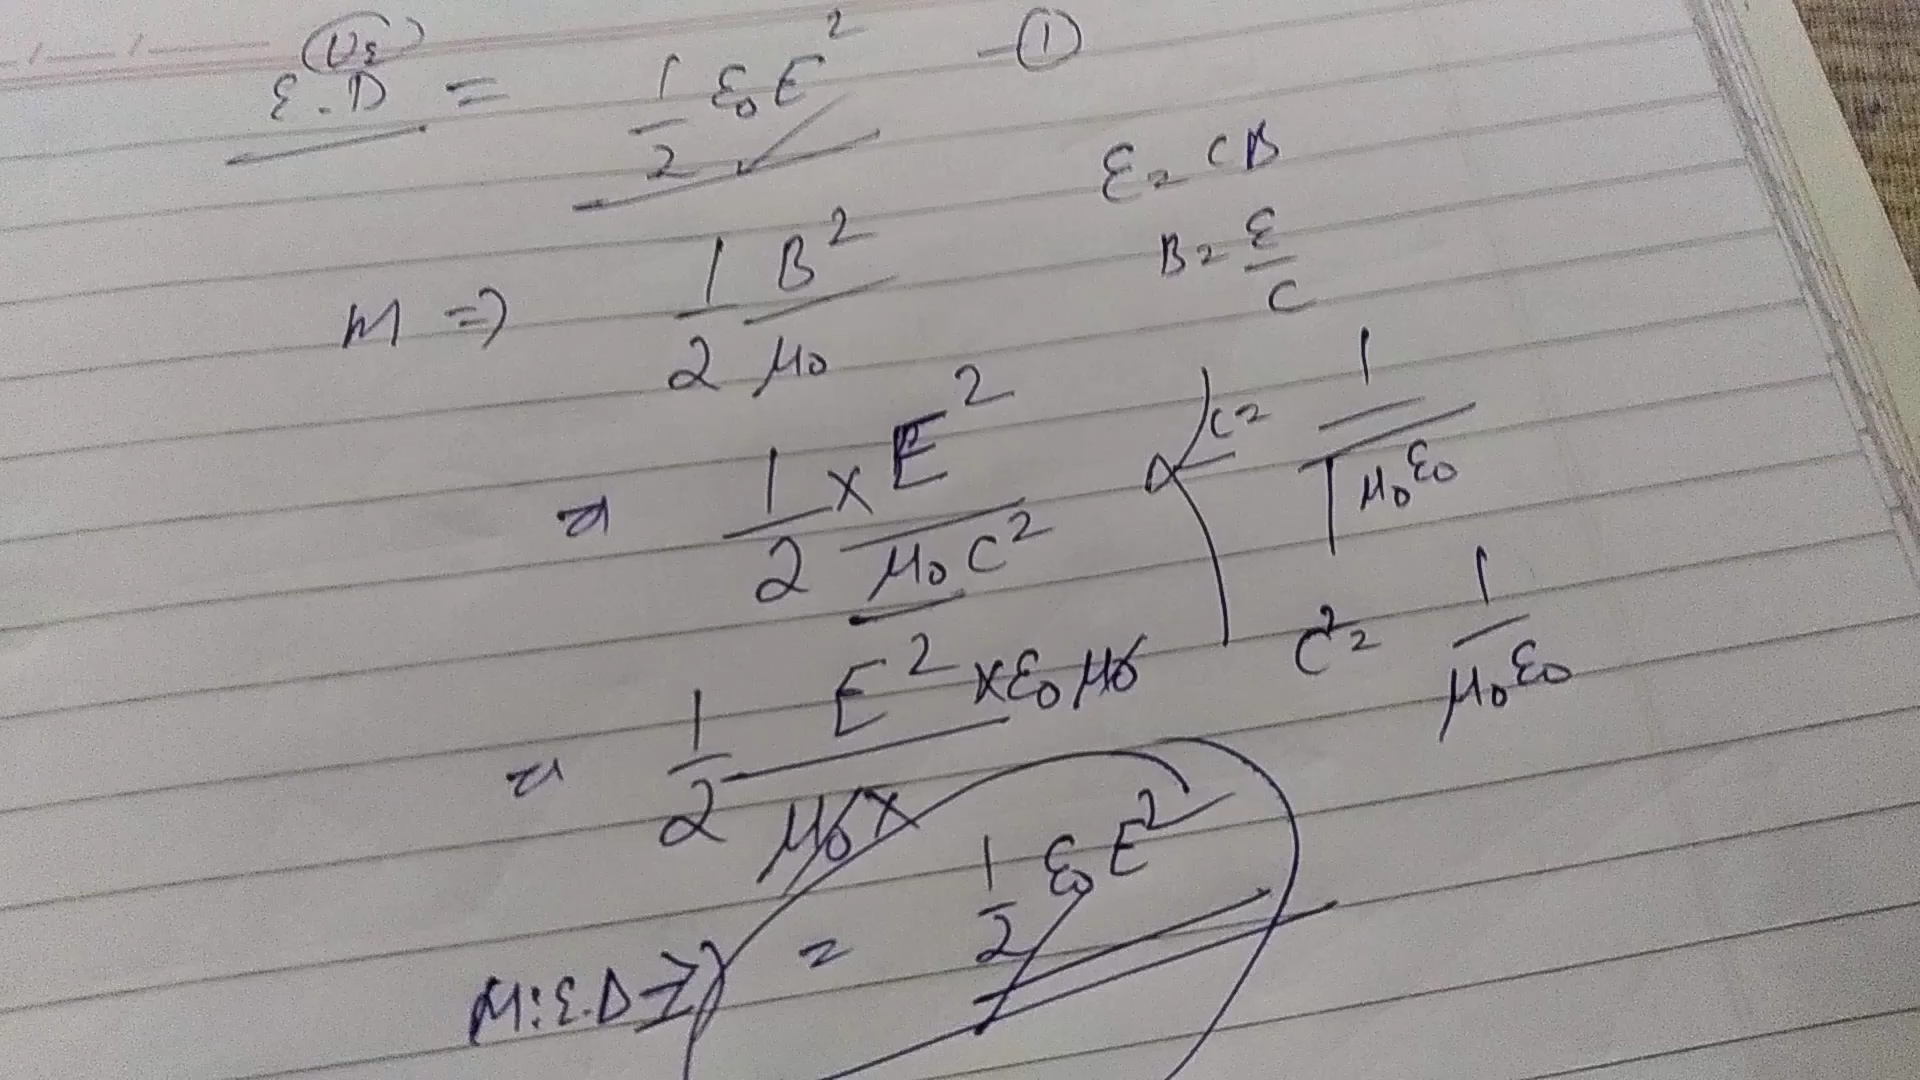 (UE)
E.D = 1/2 ε₀E² —①
E = CB
M ⇒ 1/2 B²/μ₀
B = E/C
⇒ 1/2 × E²/μ₀C²
C = 1/√μ₀ε₀
= 1/2 E² × ε₀μ₀/μ₀×
C² = 1/μ₀ε₀
M:E.D ⇒ = 1/2 ε₀E²